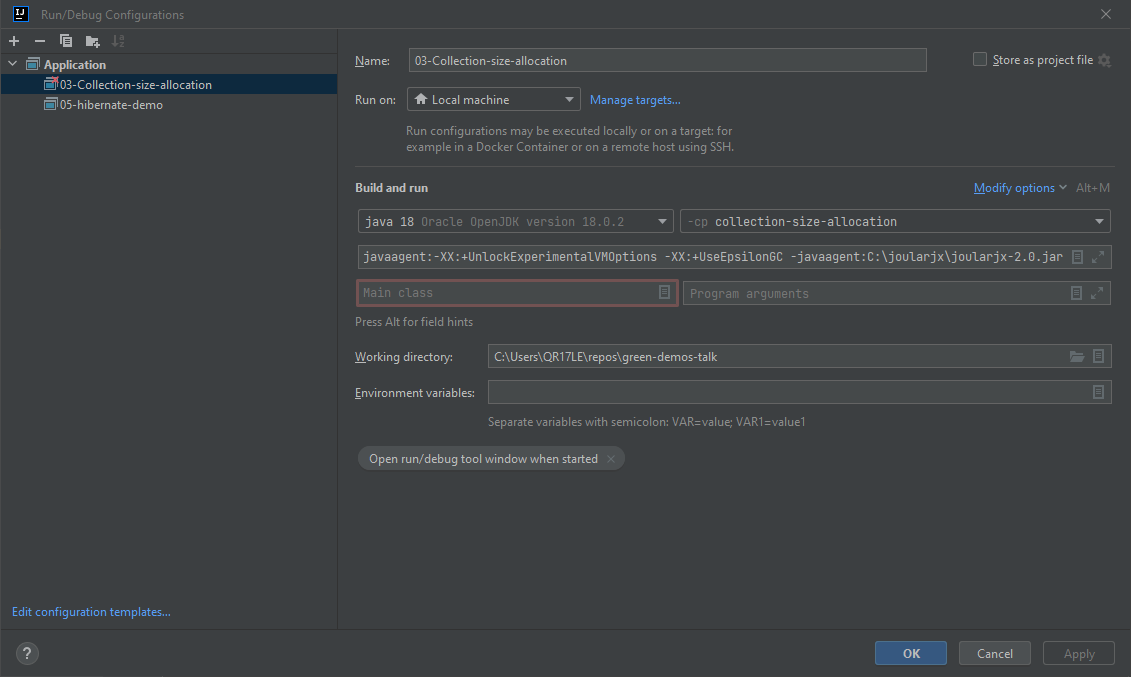 IJ Run/Debug Configurations
Application
03-Collection-size-allocation
05-hibernate-demo
Edit configuration templates...
Name: 03-Collection-size-allocation Store as project file
Run on: Local machine Manage targets...
Run configurations may be executed locally or on a target: for
example in a Docker Container or on a remote host using SSH.
Build and run Modify options Alt+M
java 18 Oracle OpenJDK version 18.0.2 -cp collection-size-allocation
javaagent:-XX:+UnlockExperimentalVMOptions -XX:+UseEpsilonGC -javaagent:C:\joularjx\joularjx-2.0.jar
Main class Program arguments
Press Alt for field hints
Working directory: C:\Users\QR17LE\repos\green-demos-talk
Environment variables:
Separate variables with semicolon: VAR=value; VAR1=value1
Open run/debug tool window when started ×
? OK Cancel Apply